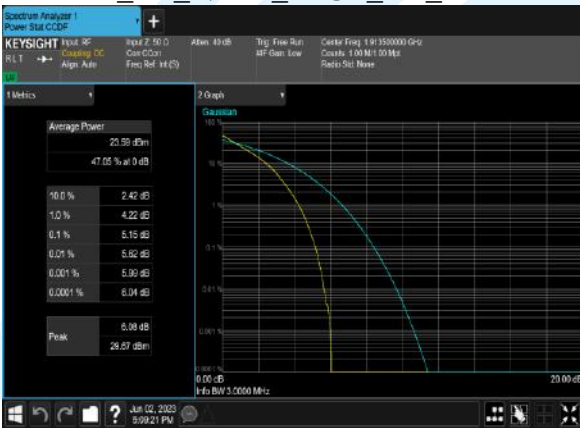 Spectrum Analyzer 1
Power Stat CCDF
+
KEYSIGHT
RLT
Input: RF
Coupling: DC
Align: Auto
Input Z: 50 Ω
Corr CCorr
Freq Ref: Int (S)
Atten: 40 dB
Trig: Free Run
#IF Gain: Low
Center Freq: 1.913500000 GHz
Counts: 1.00 M/1.00 Mpt
Radio Std: None
1 Metrics
2 Graph
Average Power
23.59 dBm
47.05 % at 0 dB
10.0 % 2.42 dB
1.0 % 4.22 dB
0.1 % 5.15 dB
0.01 % 5.62 dB
0.001 % 5.99 dB
0.0001 % 6.04 dB
Peak
6.08 dB
29.67 dBm
Gaussian
100 %
10 %
1 %
0.1 %
0.01 %
0.001 %
0.0001 %
0.00 dB
20.00 dB
Info BW 3.0000 MHz
?
Jun 02, 2023
5:09:21 PM